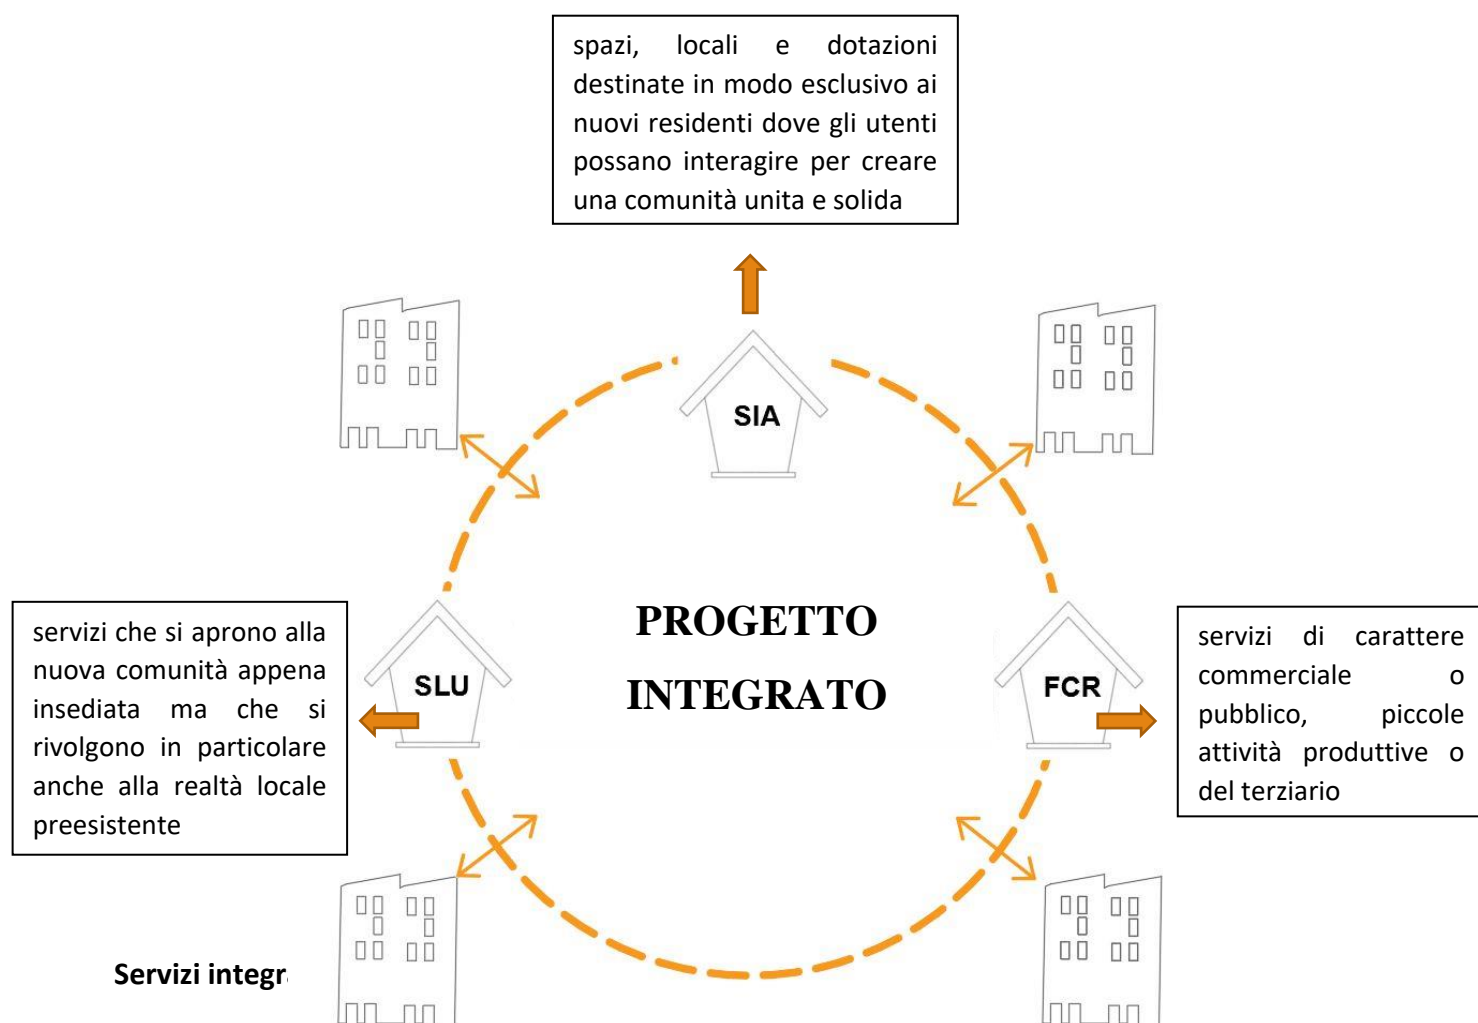 spazi, locali e dotazioni
destinate in modo esclusivo ai
nuovi residenti dove gli utenti
possano interagire per creare
una comunità unita e solida
SIA
PROGETTO
INTEGRATO
servizi che si aprono alla
nuova comunità appena
insediata ma che si
rivolgono in particolare
anche alla realtà locale
preesistente
SLU
FCR
servizi di carattere
commerciale o
pubblico, piccole
attività produttive o
del terziario
Servizi